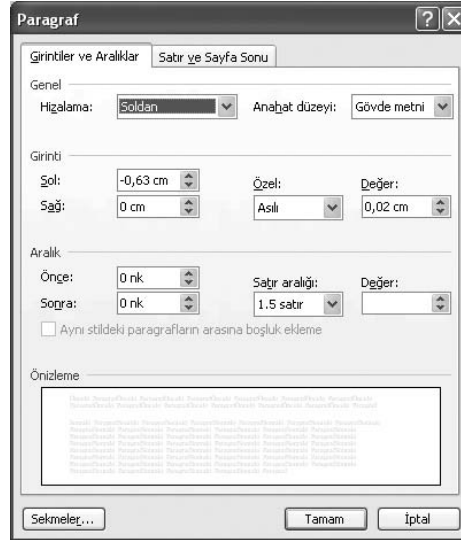 Paragraf
Girintiler ve Aralıklar Satır ve Sayfa Sonu
Genel
Hizalama: Soldan Anahat düzeyi: Gövde metni
Girinti
Sol: -0,63 cm Özel: Değer:
Sağ: 0 cm Asılı 0,02 cm
Aralık
Önce: 0 nk Satır aralığı: Değer:
Sonra: 0 nk 1.5 satır
Aynı stildeki paragrafların arasına boşluk ekleme
Önizleme
Sekmeler... Tamam İptal